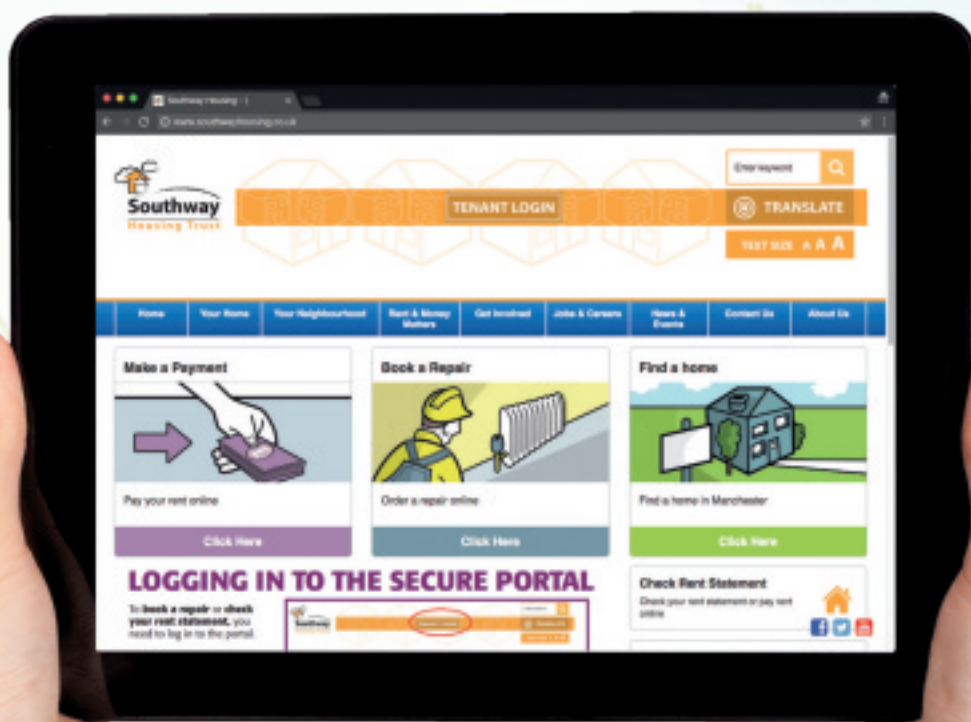 Southway Housing - |
www.southwayhousing.co.uk
Southway
Housing Trust
TENANT LOGIN
Enter keyword
TRANSLATE
TEXT SIZE A A A
Home
Your Home
Your Neighbourhood
Rent & Money
Matters
Get Involved
Jobs & Careers
News &
Events
Contact Us
About Us
Make a Payment
Pay your rent online
Click Here
Book a Repair
Order a repair online
Click Here
Find a home
Find a home in Manchester
Click Here
LOGGING IN TO THE SECURE PORTAL
To book a repair or check
your rent statement, you
need to log in to the portal.
Southway
Check Rent Statement
Check your rent statement or pay rent
online